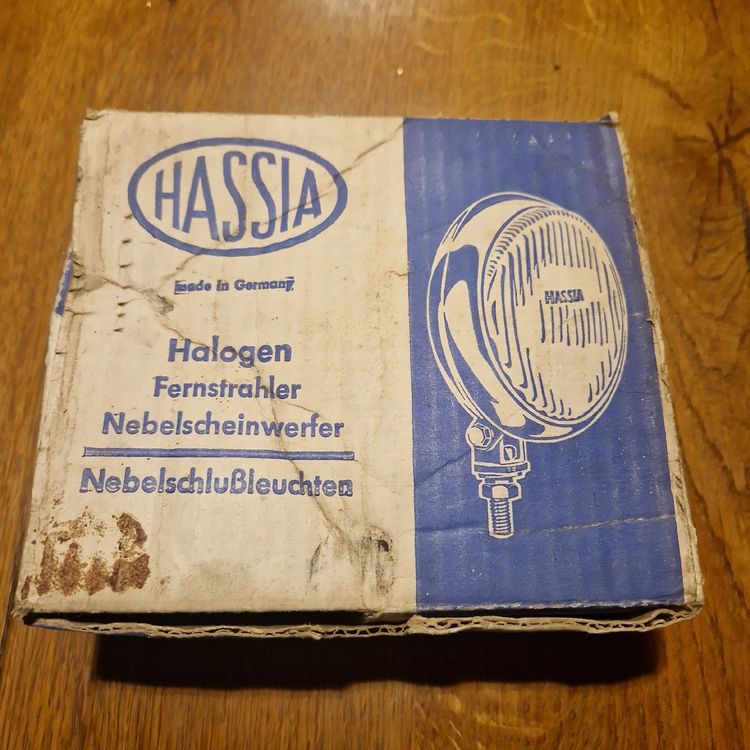 HASSIA
made in Germany
Halogen
Fernstrahler
Nebelscheinwerfer
Nebelschlußleuchten
HASSIA